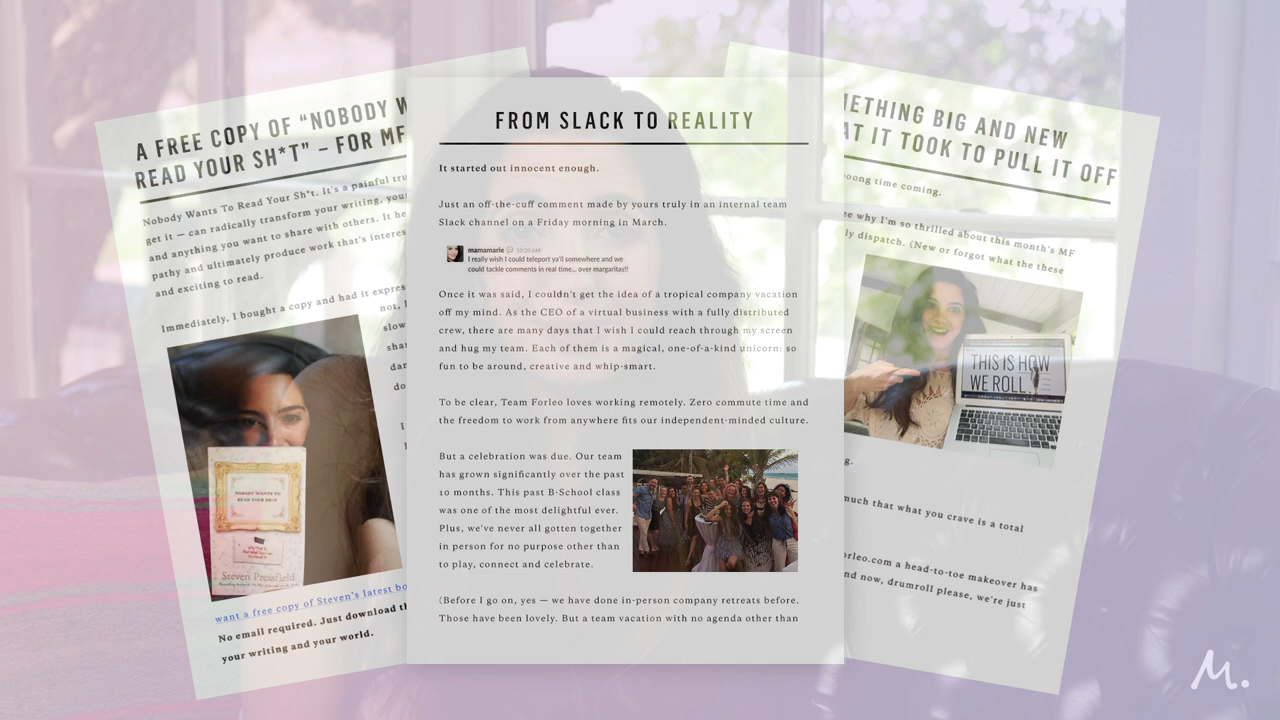 A FREE COPY OF “NOBODY W
READ YOUR SH*T” – FOR MF
Nobody Wants To Read Your Sh*t. It's a painful tru
get it — can radically transform your writing, your
and anything you want to share with others. It he
pathy and ultimately produce work that's interes
and exciting to read.
Immediately, I bought a copy and had it expres
not,
slow
shar
dar
do
I
NOBODY WANTS TO
READ YOUR SH*T
Steven Pressfield
want a free copy of Steven's latest bo
No email required. Just download th
your writing and your world.
FROM SLACK TO REALITY
It started out innocent enough.
Just an off-the-cuff comment made by yours truly in an internal team
Slack channel on a Friday morning in March.
mamamarie 10:20 AM
I really wish I could teleport ya'll somewhere and we
could tackle comments in real time... over margaritas!!
Once it was said, I couldn't get the idea of a tropical company vacation
off my mind. As the CEO of a virtual business with a fully distributed
crew, there are many days that I wish I could reach through my screen
and hug my team. Each of them is a magical, one-of-a-kind unicorn: so
fun to be around, creative and whip-smart.
To be clear, Team Forleo loves working remotely. Zero commute time and
the freedom to work from anywhere fits our independent-minded culture.
But a celebration was due. Our team
has grown significantly over the past
10 months. This past B-School class
was one of the most delightful ever.
Plus, we've never all gotten together
in person for no purpose other than
to play, connect and celebrate.
(Before I go on, yes — we have done in-person company retreats before.
Those have been lovely. But a team vacation with no agenda other than
METHING BIG AND NEW
AT IT TOOK TO PULL IT OFF
ooong time coming.
ee why I'm so thrilled about this month's MF
ly dispatch. (New or forgot what the these
THIS IS HOW
WE ROLL.
g.
much that what you crave is a total
orleo.com a head-to-toe makeover has
nd now, drumroll please, we're just
M.